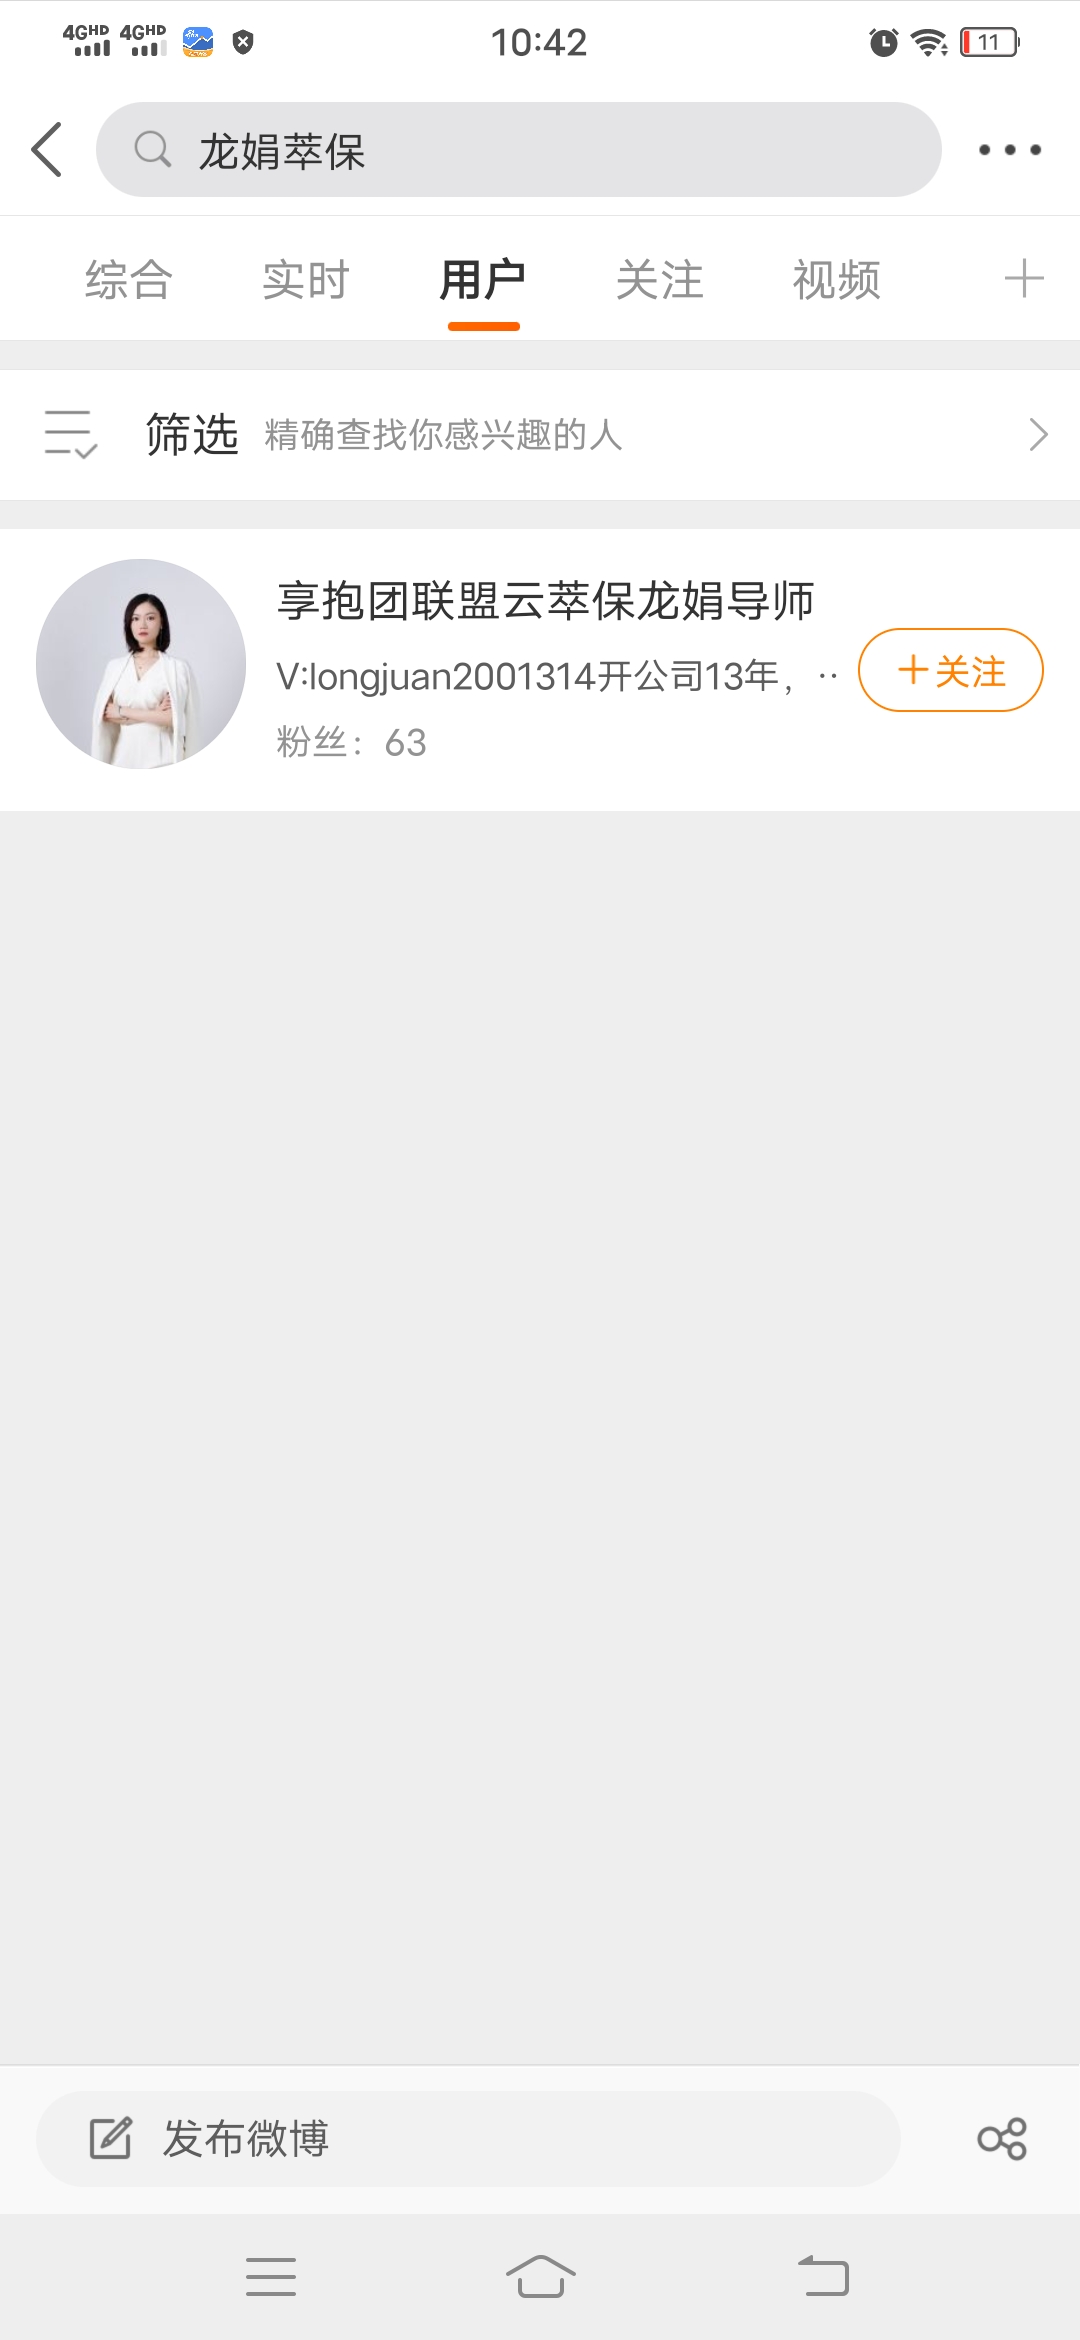 4GHD 4GHD 10:42 11
龙娟萃保
综合 实时 用户 关注 视频
筛选 精确查找你感兴趣的人
享抱团联盟云萃保龙娟导师
V:longjuan2001314开公司13年，··
+关注
粉丝：63
发布微博